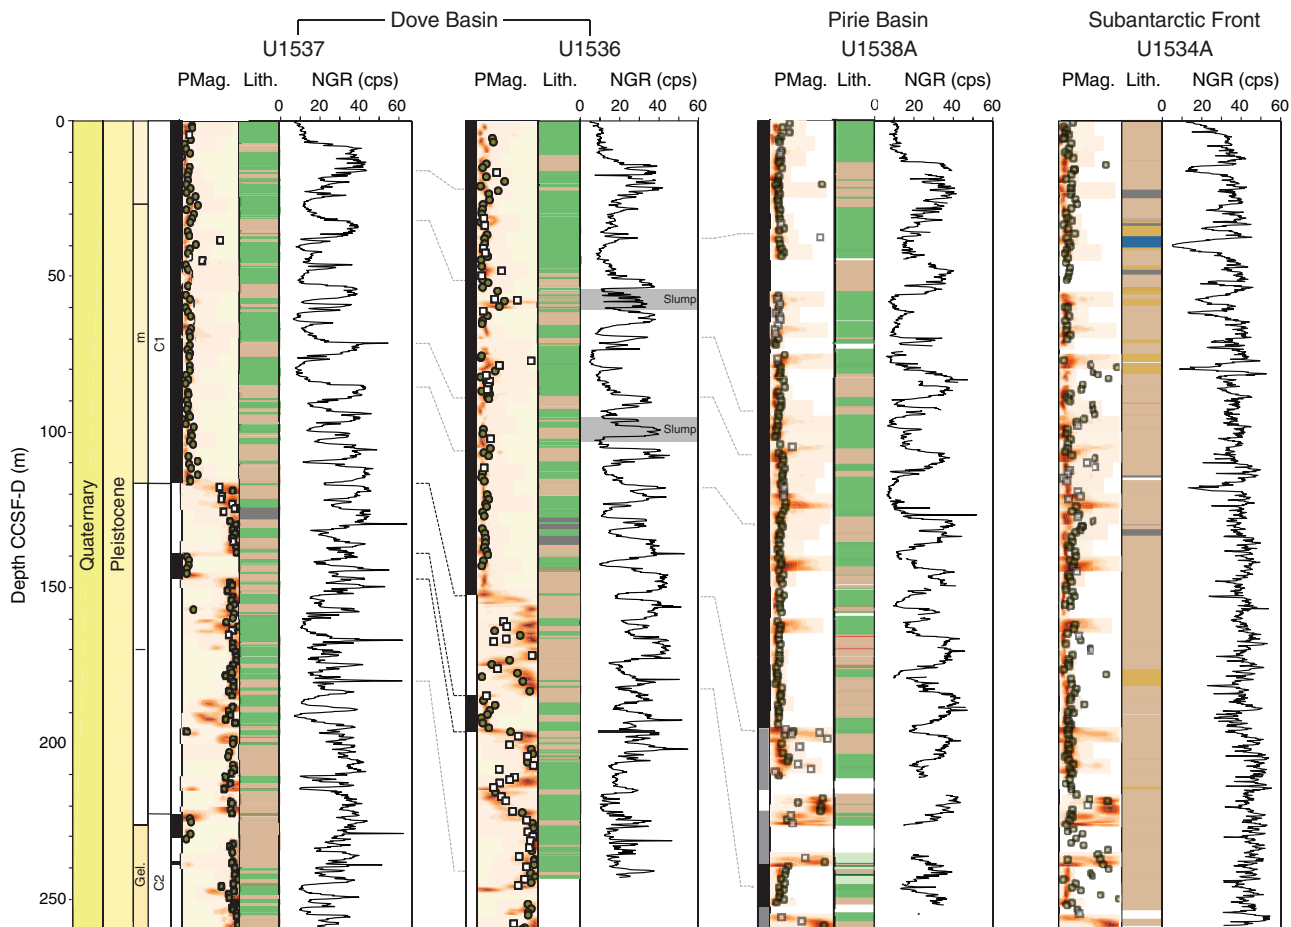 Dove Basin
Pirie Basin
Subantarctic Front
U1537
U1536
U1538A
U1534A
PMag. Lith. NGR (cps)
PMag. Lith. NGR (cps)
PMag. Lith. NGR (cps)
PMag. Lith. NGR (cps)
0 20 40 60
0 20 40 60
0 20 40 60
0 20 40 60
Depth CCSF-D (m)
0
50
100
150
200
250
Quaternary
Pleistocene
m
l
Gel.
C1
C2
Slump
Slump